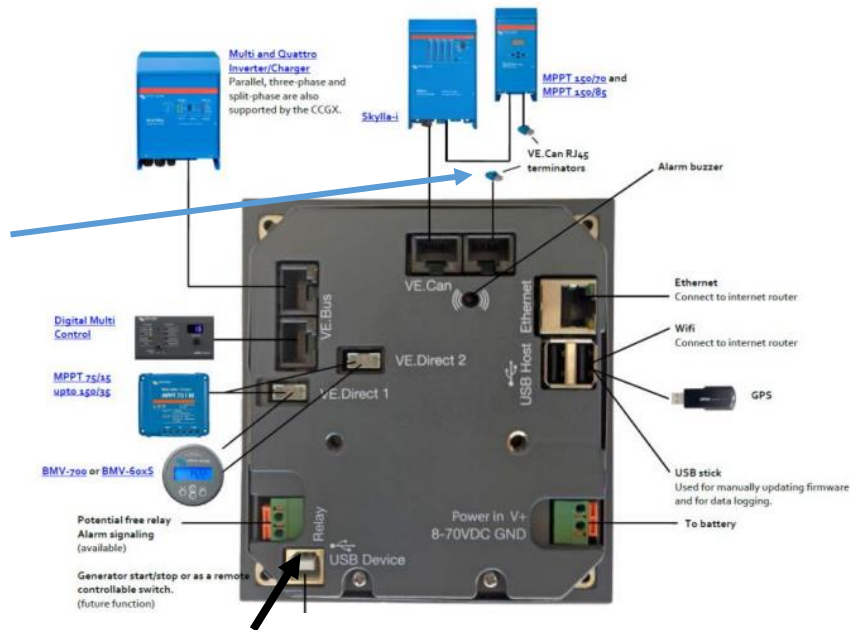 Multi and Quattro
Inverter/Charger
Parallel, three-phase and
split-phase are also
supported by the CCGX.
Skylla-i
MPPT 150/70 and
MPPT 150/85
VE.Can RJ45
terminators
Alarm buzzer
VE.Can
VE.Bus
Ethernet
Ethernet
Connect to internet router
Digital Multi
Control
VE.Direct 2
USB Host
Wifi
Connect to internet router
MPPT 75/15
upto 150/35
MPPT 75 | 15
VE.Direct 1
GPS
BMV-700 or BMV-60xS
USB stick
Used for manually updating firmware
and for data logging.
Potential free relay
Alarm signaling
(available)
Relay
Power in V+
8-70VDC GND
To battery
USB Device
Generator start/stop or as a remote
controllable switch.
(future function)